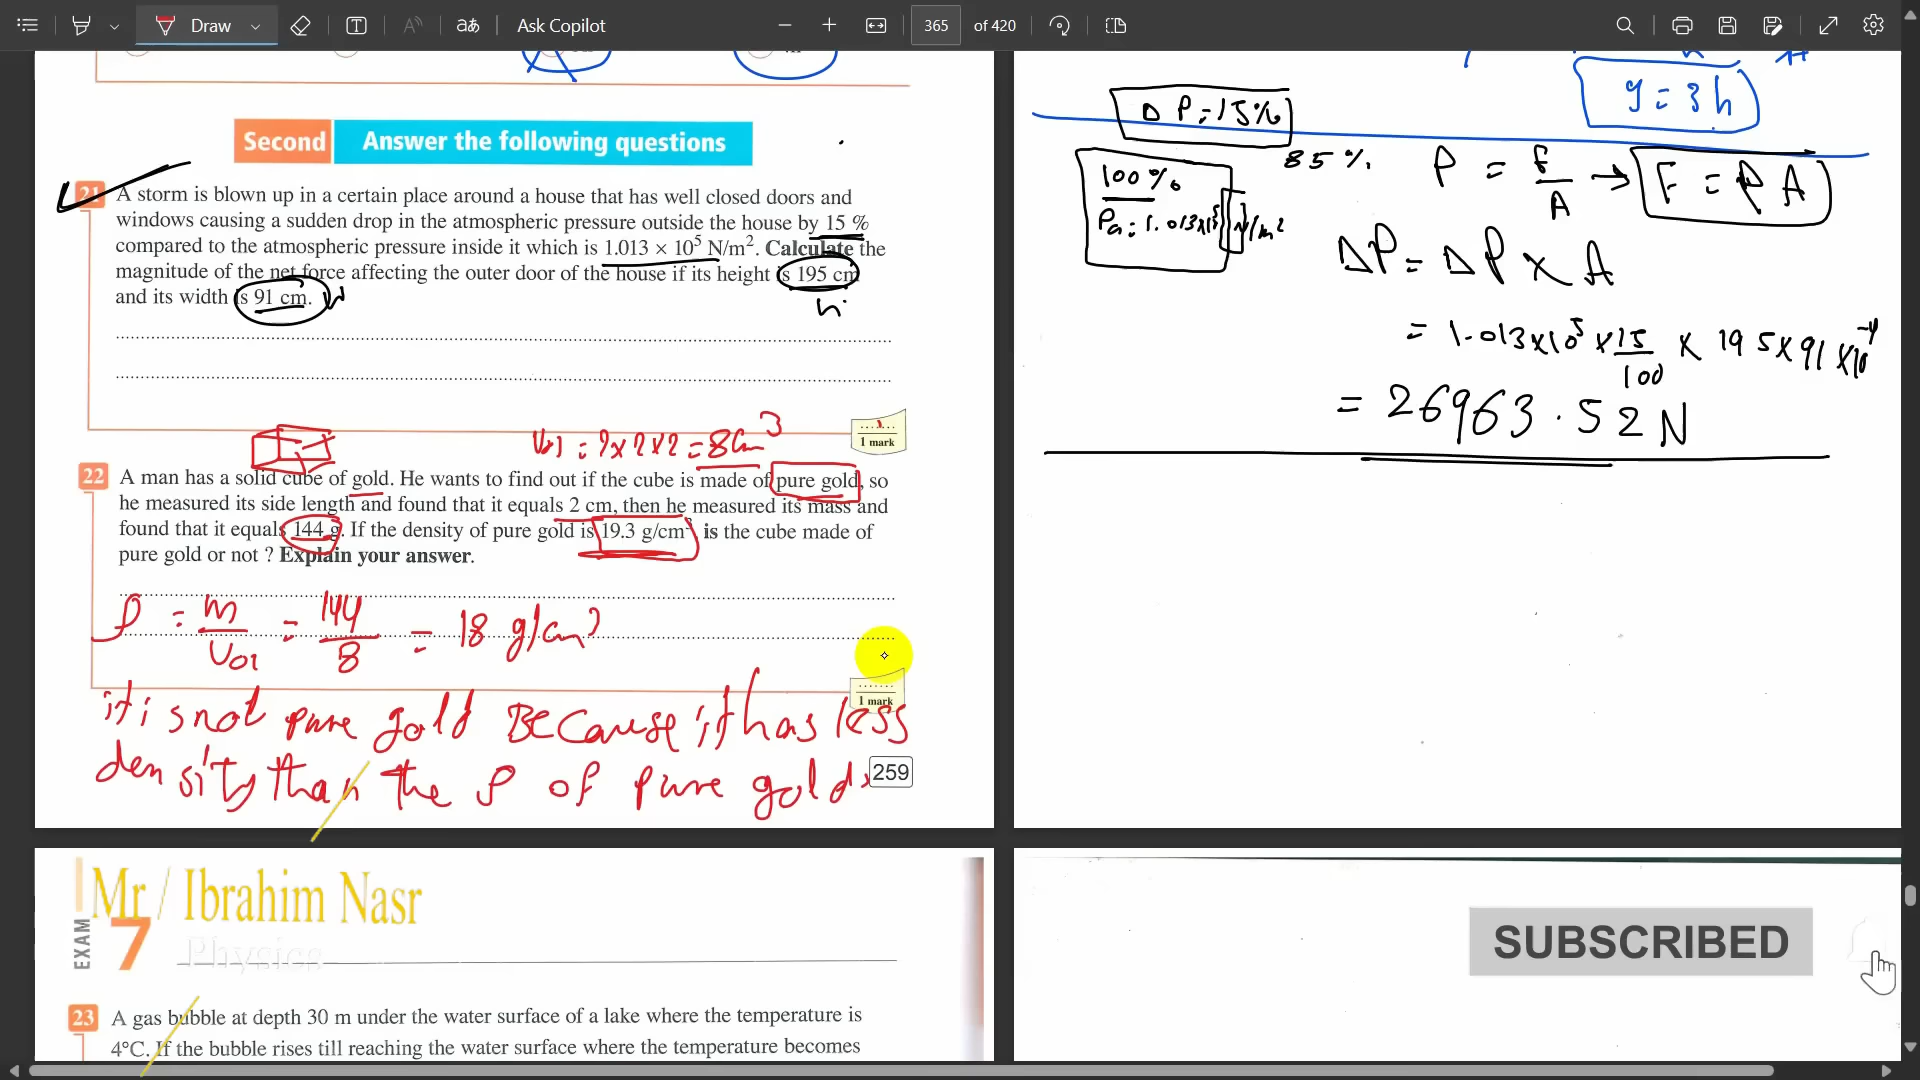 Draw
aあ
Ask Copilot
365 of 420
Second Answer the following questions
21 A storm is blown up in a certain place around a house that has well closed doors and
windows causing a sudden drop in the atmospheric pressure outside the house by 15 %
compared to the atmospheric pressure inside it which is 1.013 × 10⁵ N/m². Calculate the
magnitude of the net force affecting the outer door of the house if its height is 195 cm
and its width is 91 cm. W
h
1 mark
Vol = 2x2x2 = 8cm³
22 A man has a solid cube of gold. He wants to find out if the cube is made of pure gold, so
he measured its side length and found that it equals 2 cm, then he measured its mass and
found that it equals 144 g. If the density of pure gold is 19.3 g/cm³ is the cube made of
pure gold or not ? Explain your answer.
ρ = m/Vol = 144/8 = 18 g/cm³
1 mark
it is not pure gold Because it has less
density than the ρ of pure gold.
259
y = 3h
Δ P = 15%
100%
Pa = 1.013x10⁵ N/m²
85 %
P = F/A → F = P A
ΔP = ΔP x A
= 1.013x10⁵ x 15/100 x 195x91x10⁻⁴
= 26963.52 N
Mr / Ibrahim Nasr
EXAM 7
Physics
23 A gas bubble at depth 30 m under the water surface of a lake where the temperature is
4°C. If the bubble rises till reaching the water surface where the temperature becomes
SUBSCRIBED